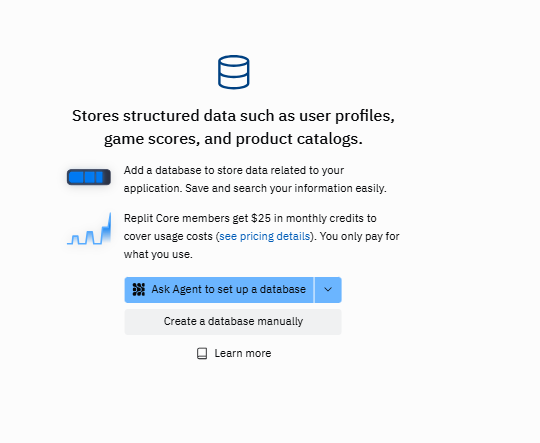 Stores structured data such as user profiles,
game scores, and product catalogs.
Add a database to store data related to your
application. Save and search your information easily.
Replit Core members get $25 in monthly credits to
cover usage costs (see pricing details). You only pay for
what you use.
Ask Agent to set up a database
Create a database manually
Learn more